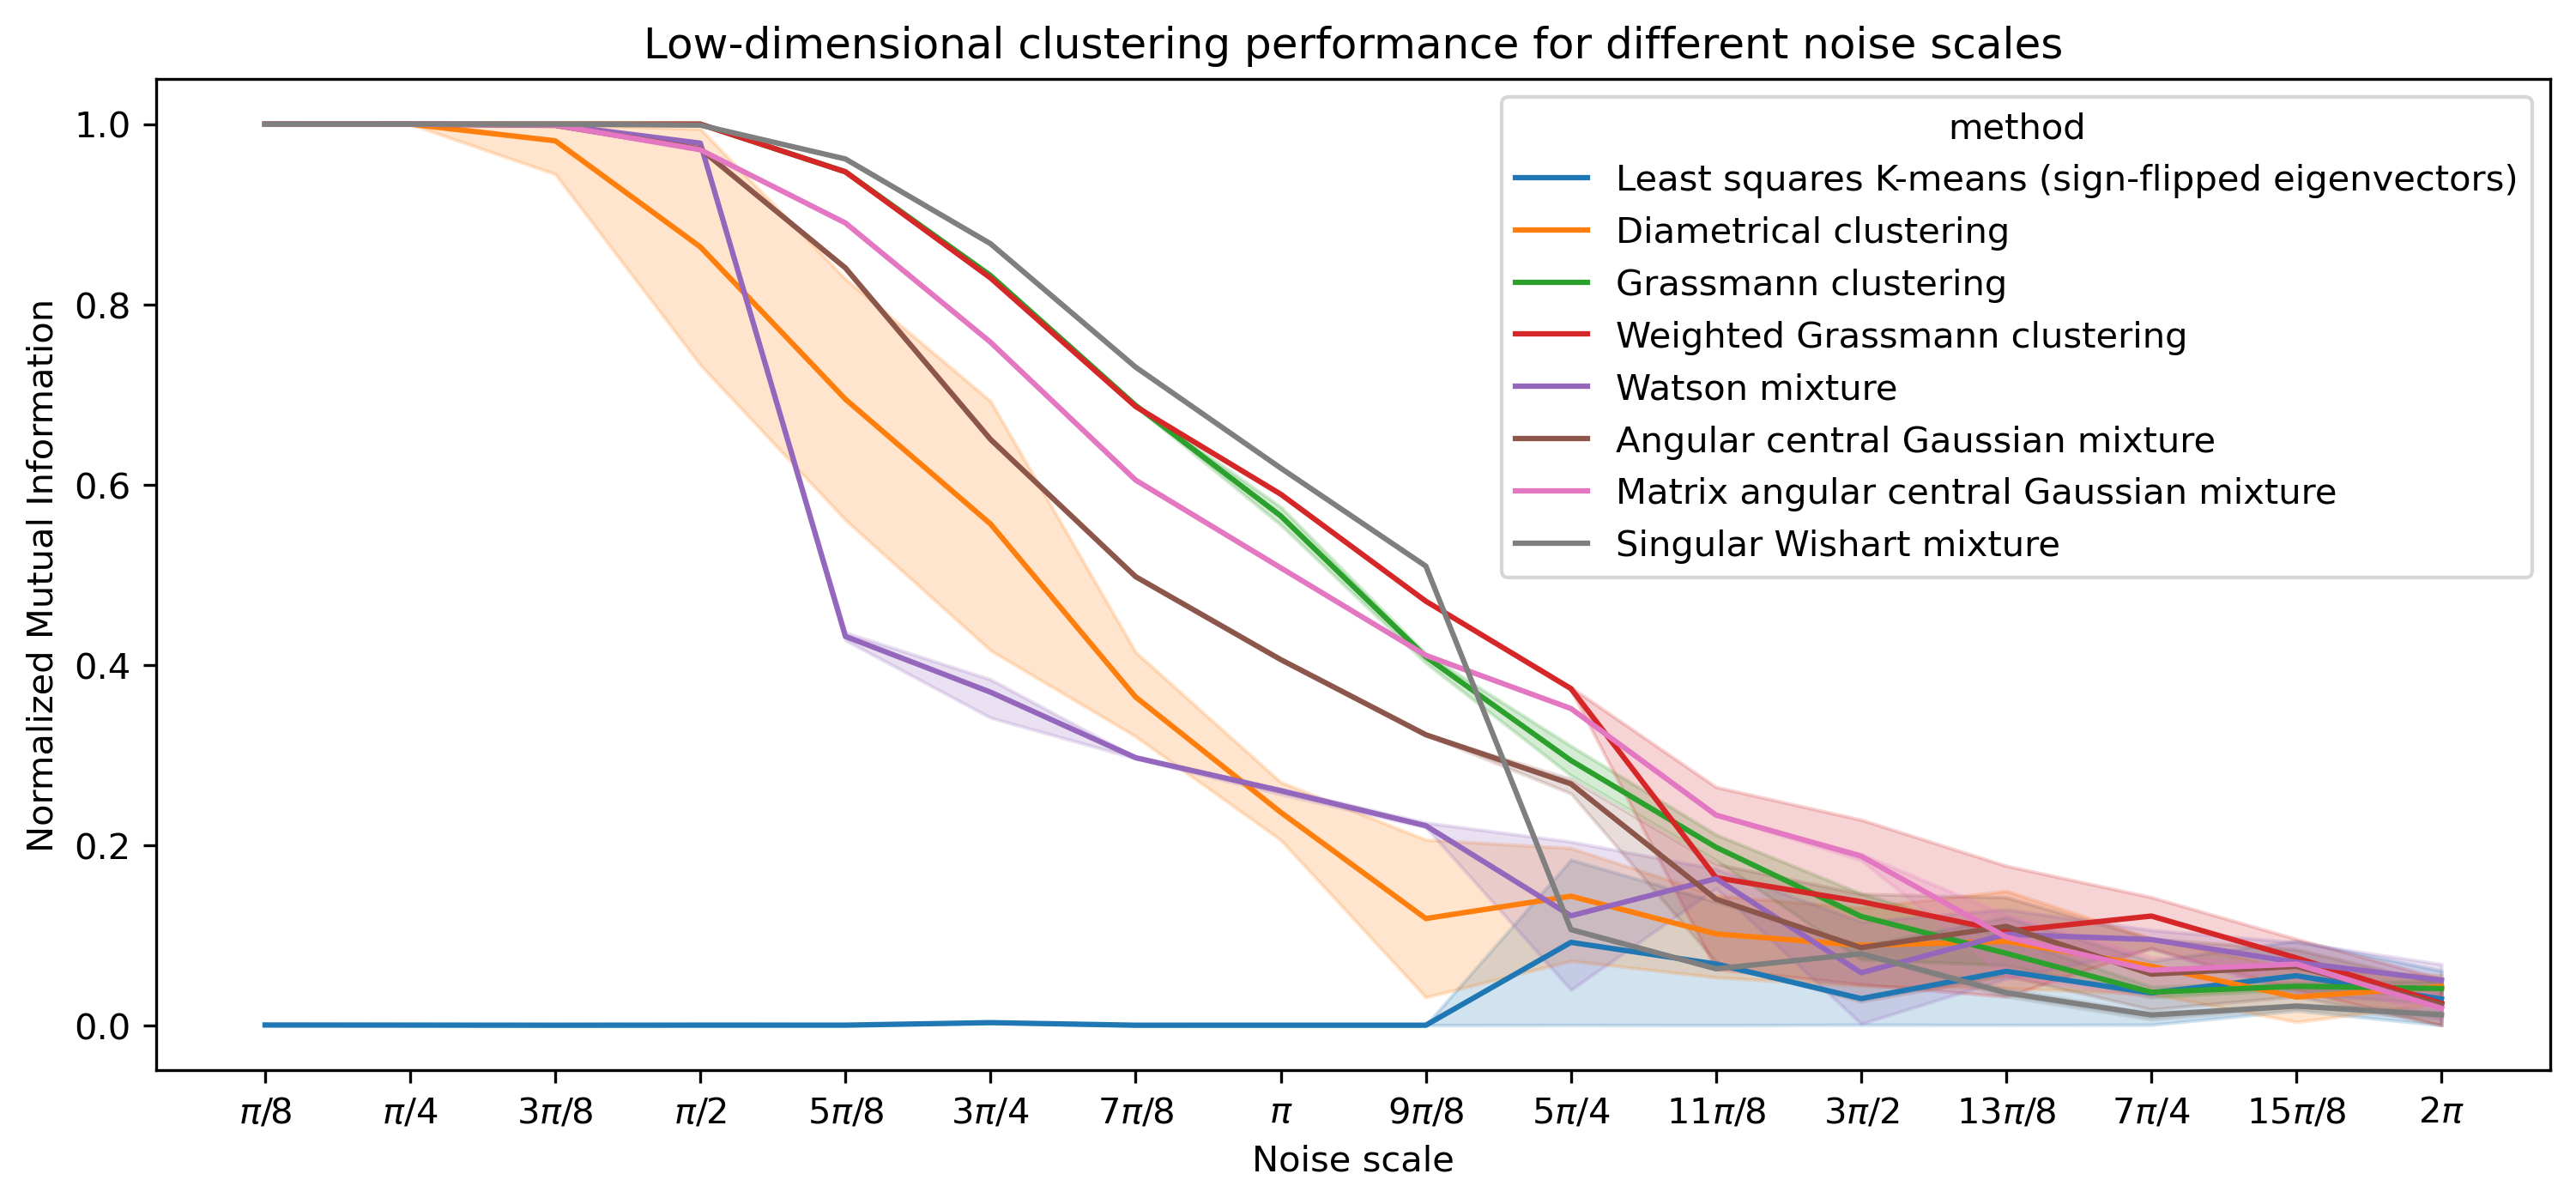 Low-dimensional clustering performance for different noise scales
Normalized Mutual Information
1.0
0.8
0.6
0.4
0.2
0.0
method
Least squares K-means (sign-flipped eigenvectors)
Diametrical clustering
Grassmann clustering
Weighted Grassmann clustering
Watson mixture
Angular central Gaussian mixture
Matrix angular central Gaussian mixture
Singular Wishart mixture
π/8 π/4 3π/8 π/2 5π/8 3π/4 7π/8 π 9π/8 5π/4 11π/8 3π/2 13π/8 7π/4 15π/8 2π
Noise scale